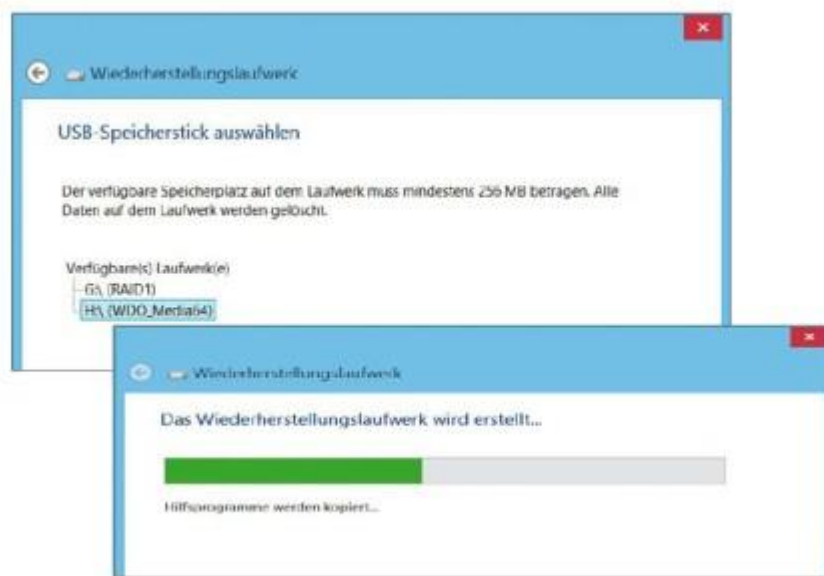 Wiederherstellungslaufwerk
USB-Speicherstick auswählen
Der verfügbare Speicherplatz auf dem Laufwerk muss mindestens 256 MB betragen. Alle
Daten auf dem Laufwerk werden gelöscht.
Verfügbare(s) Laufwerk(e)
G:\ (RAID1)
H:\ (WDO_Media64)
Wiederherstellungslaufwerk
Das Wiederherstellungslaufwerk wird erstellt...
Hilfsprogramme werden kopiert...